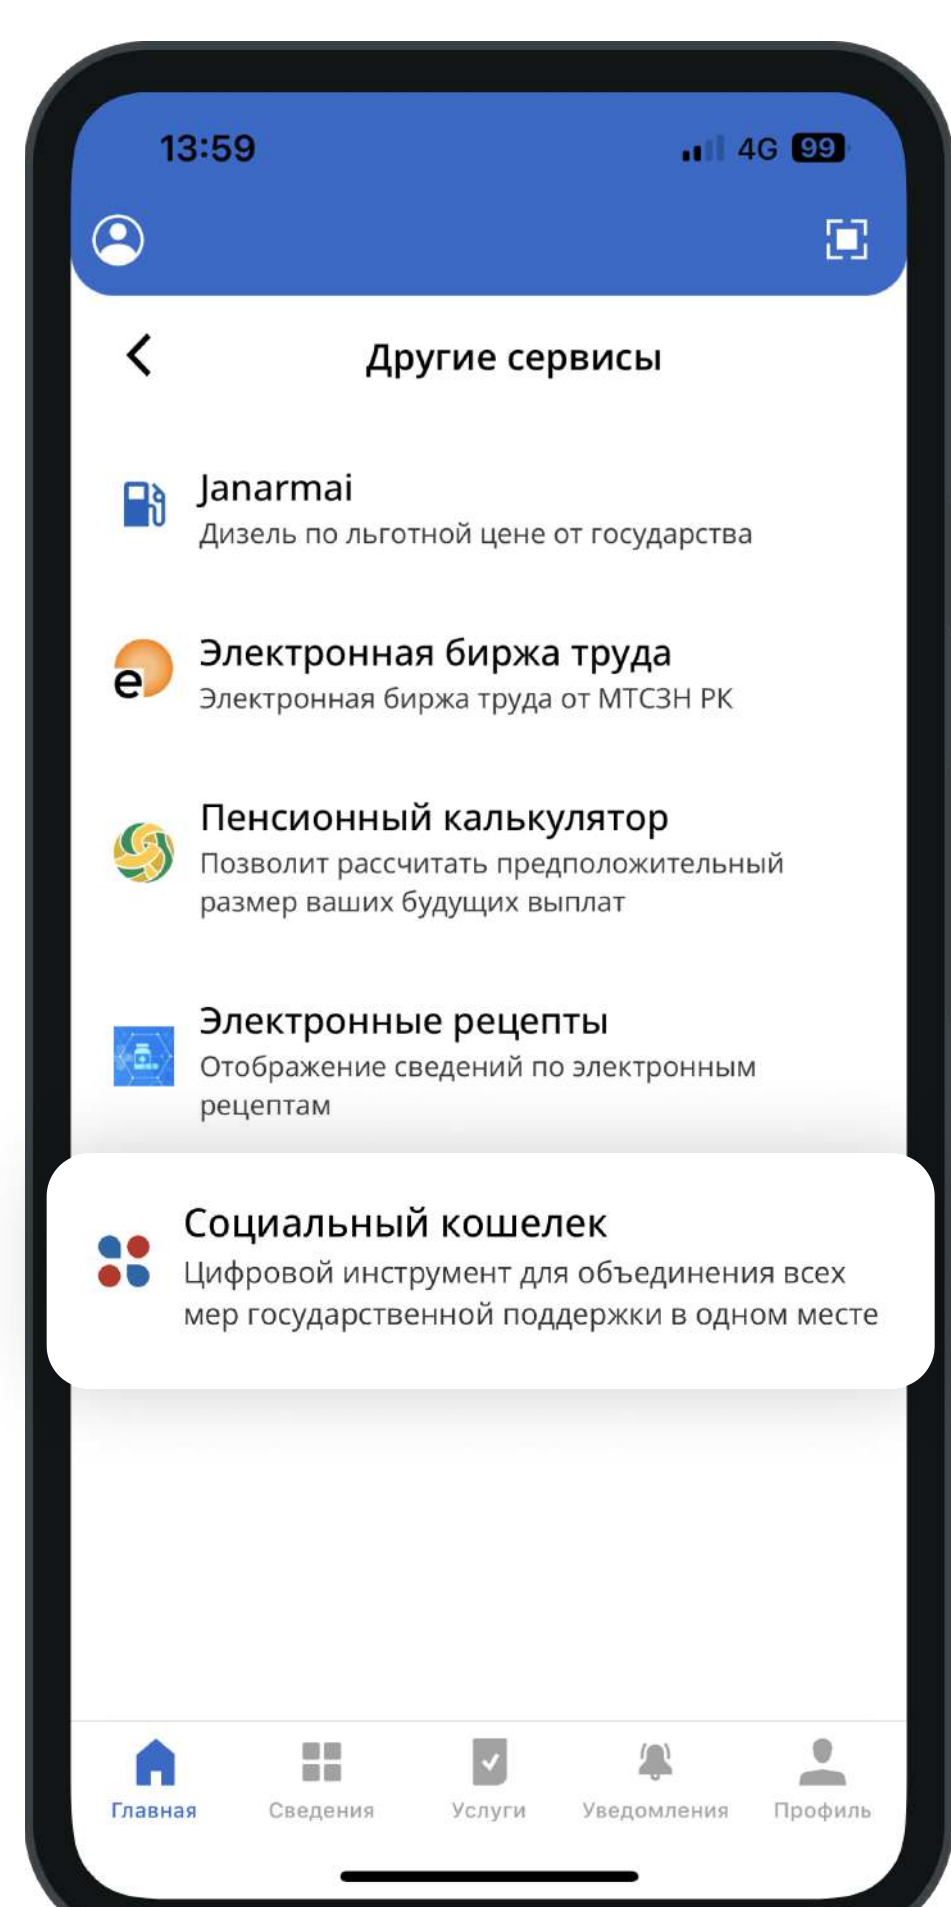 13:59 4G 99
Другие сервисы
Janarmai
Дизель по льготной цене от государства
Электронная биржа труда
Электронная биржа труда от МТСЗН РК
e
Пенсионный калькулятор
Позволит рассчитать предположительный
размер ваших будущих выплат
Электронные рецепты
Отображение сведений по электронным
рецептам
Социальный кошелек
Цифровой инструмент для объединения всех
мер государственной поддержки в одном месте
Главная Сведения Услуги Уведомления Профиль